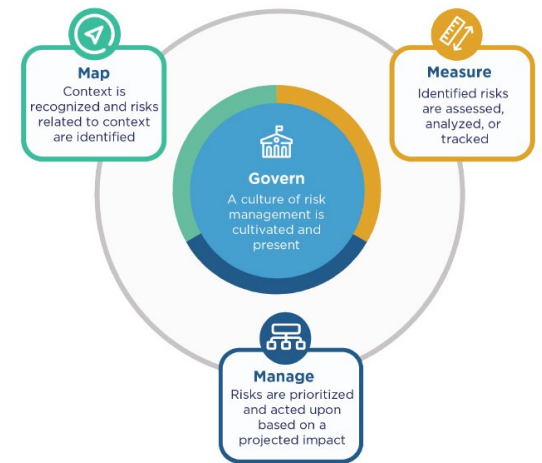 Map
Context is
recognized and risks
related to context
are identified
Measure
Identified risks
are assessed,
analyzed, or
tracked
Govern
A culture of risk
management is
cultivated and
present
Manage
Risks are prioritized
and acted upon
based on a
projected impact